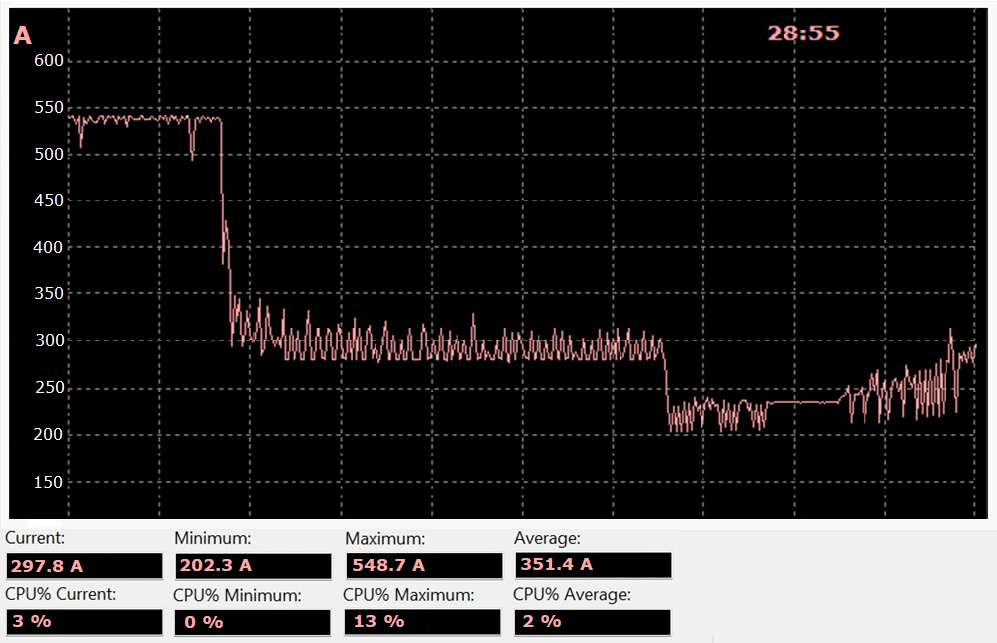 A
28:55
600
550
500
450
400
350
300
250
200
150
Current: Minimum: Maximum: Average:
297.8 A 202.3 A 548.7 A 351.4 A
CPU% Current: CPU% Minimum: CPU% Maximum: CPU% Average:
3 % 0 % 13 % 2 %